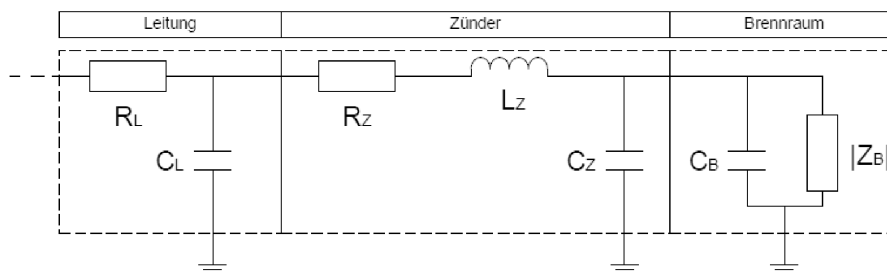 Leitung Zünder Brennraum
RL RZ LZ
CL CZ CB |ZB|